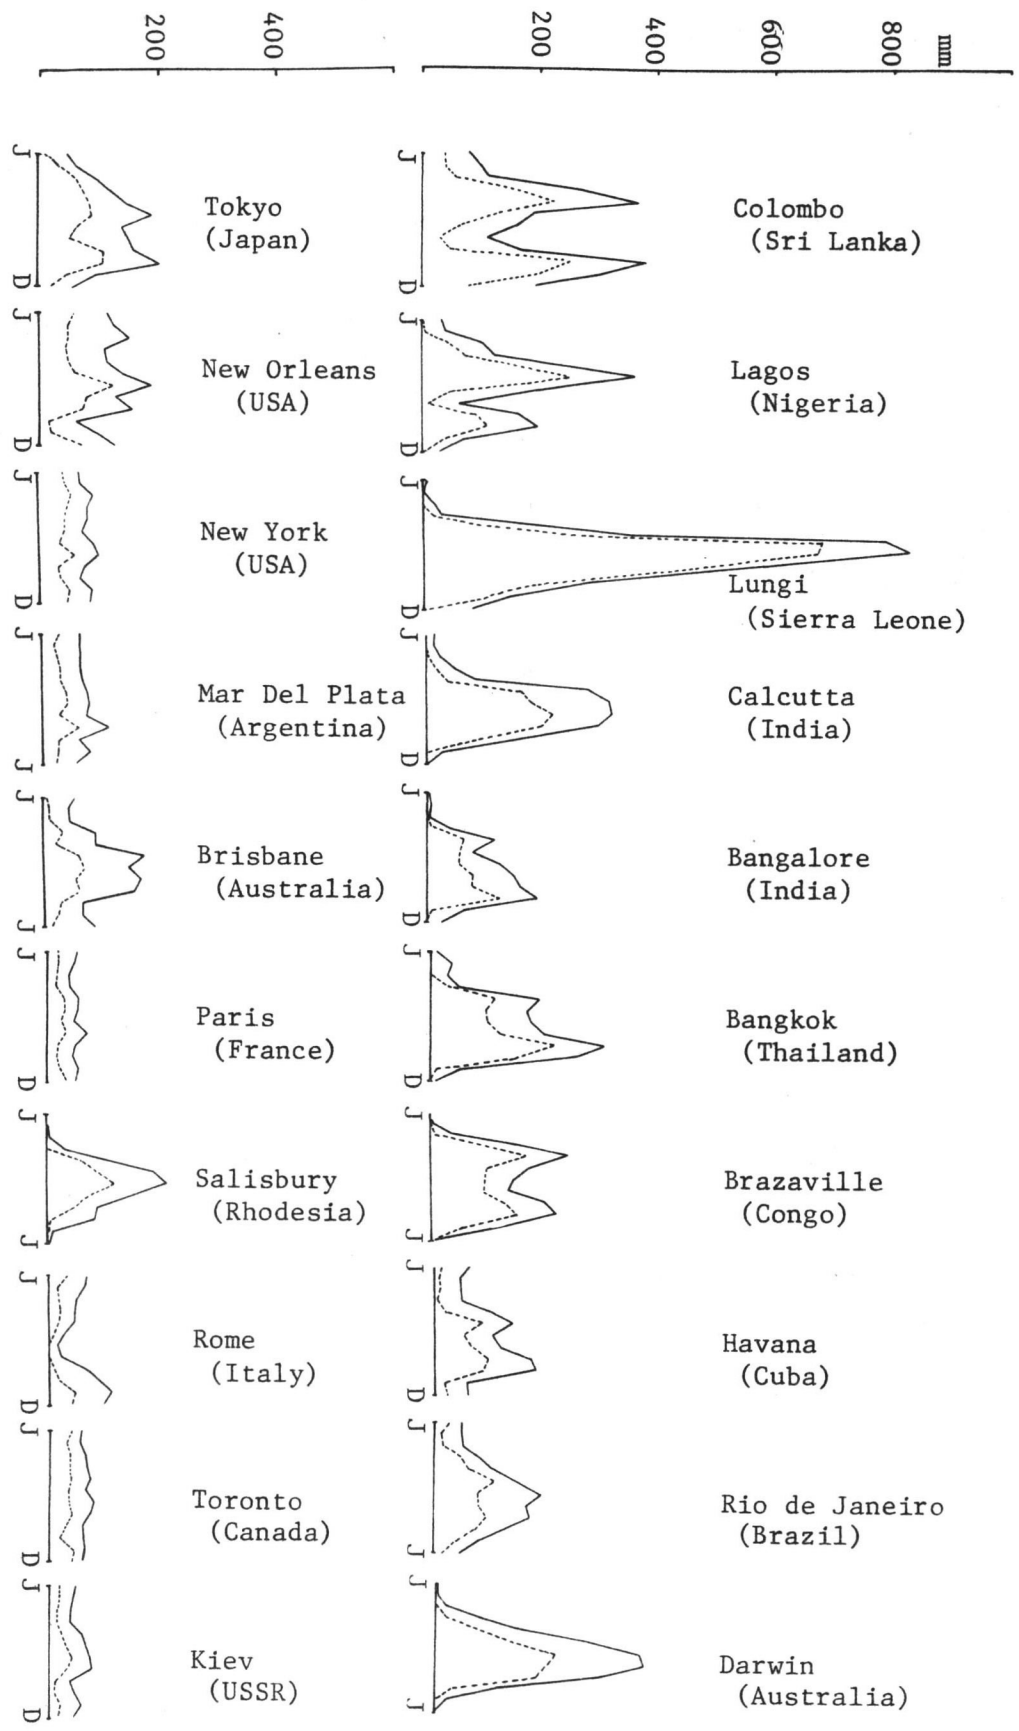 200
400
200
400
600
800
mm
J
D
Tokyo
(Japan)
J
D
Colombo
(Sri Lanka)
J
D
New Orleans
(USA)
J
D
Lagos
(Nigeria)
J
D
New York
(USA)
J
D
Lungi
(Sierra Leone)
J
J
Mar Del Plata
(Argentina)
J
D
Calcutta
(India)
J
J
Brisbane
(Australia)
J
D
Bangalore
(India)
J
D
Paris
(France)
J
D
Bangkok
(Thailand)
J
J
Salisbury
(Rhodesia)
J
J
Brazaville
(Congo)
J
D
Rome
(Italy)
J
D
Havana
(Cuba)
J
D
Toronto
(Canada)
J
J
Rio de Janeiro
(Brazil)
J
D
Kiev
(USSR)
J
J
Darwin
(Australia)